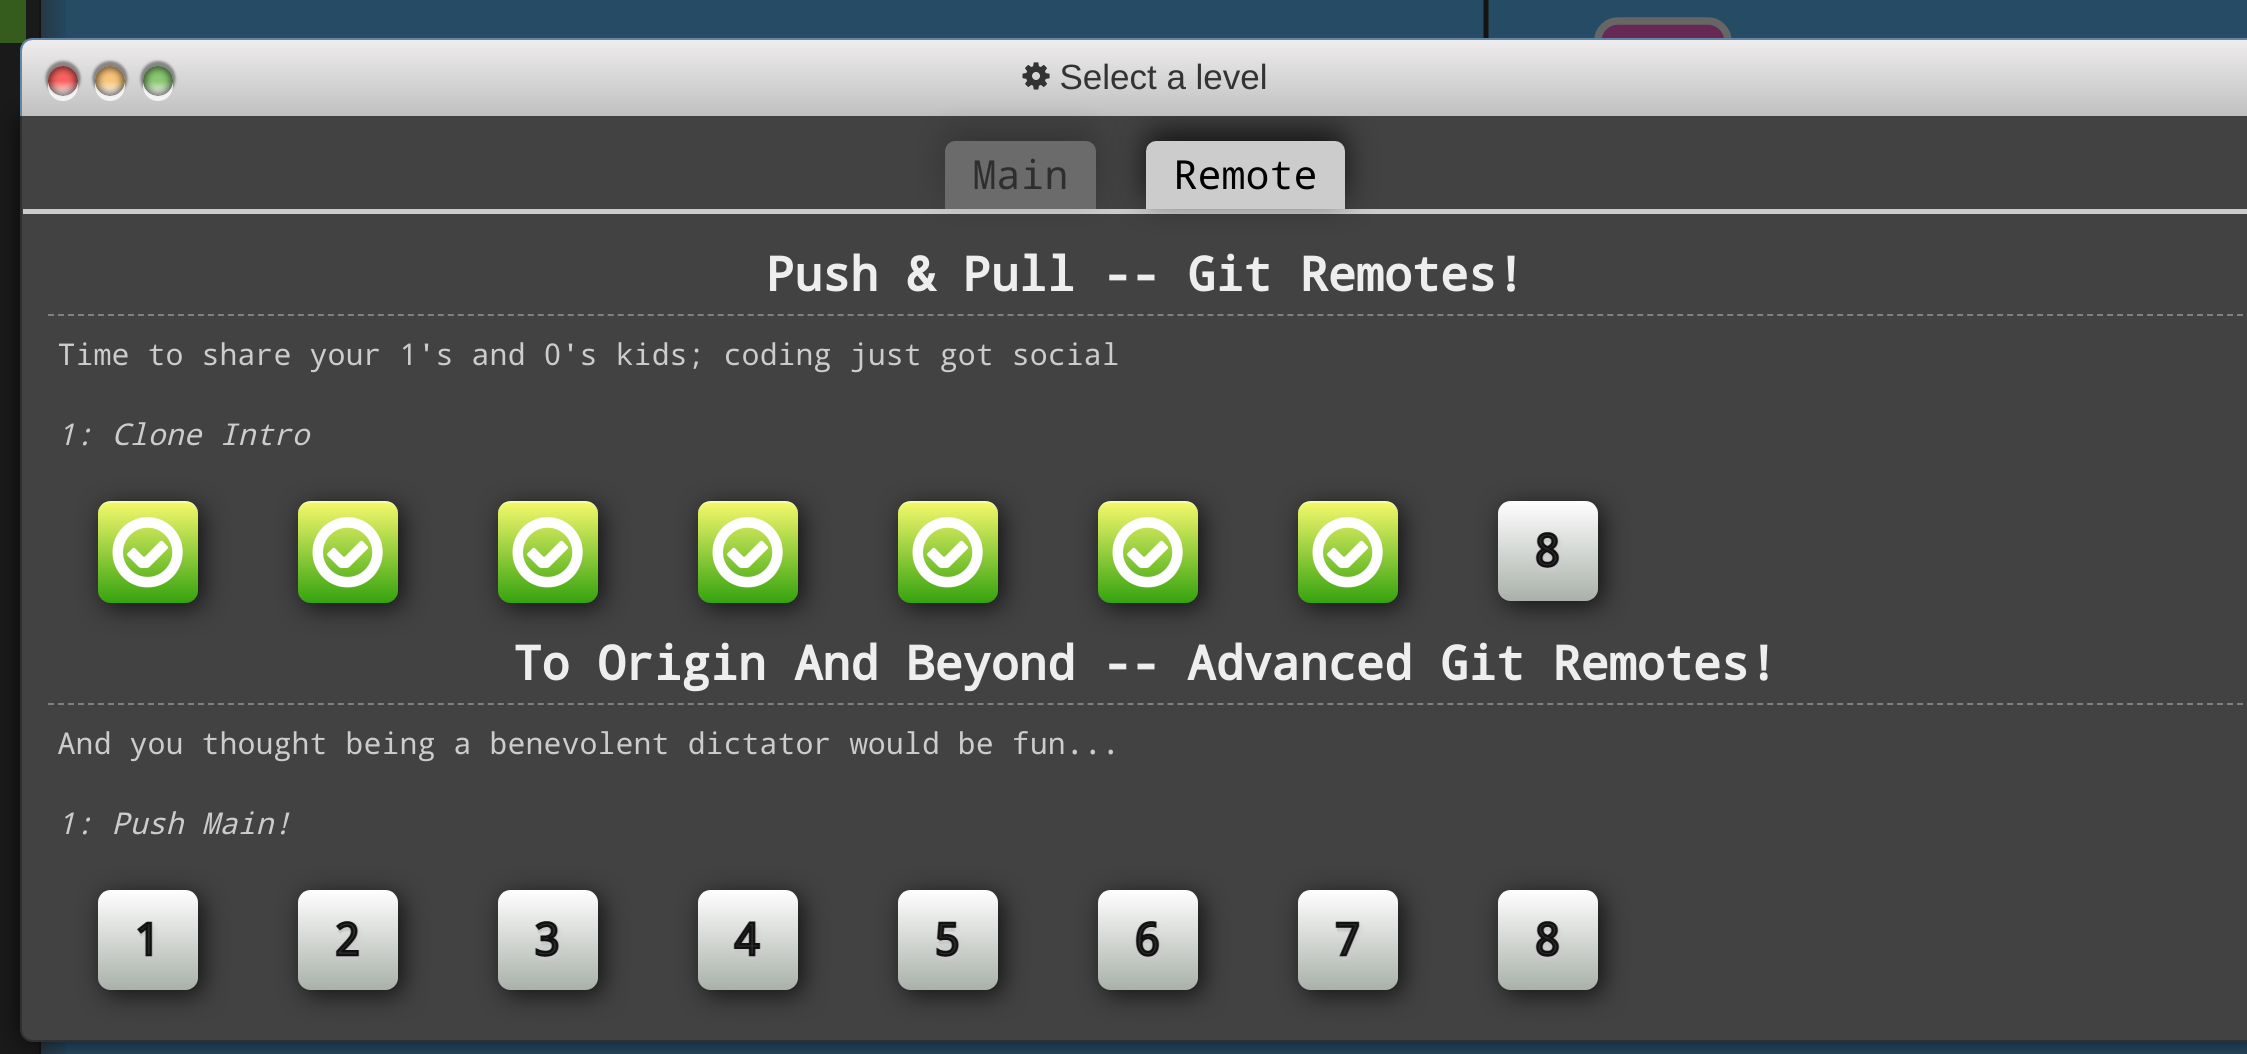 Select a level
Main Remote
Push & Pull -- Git Remotes!
Time to share your 1's and 0's kids; coding just got social
1: Clone Intro
8
To Origin And Beyond -- Advanced Git Remotes!
And you thought being a benevolent dictator would be fun...
1: Push Main!
1 2 3 4 5 6 7 8